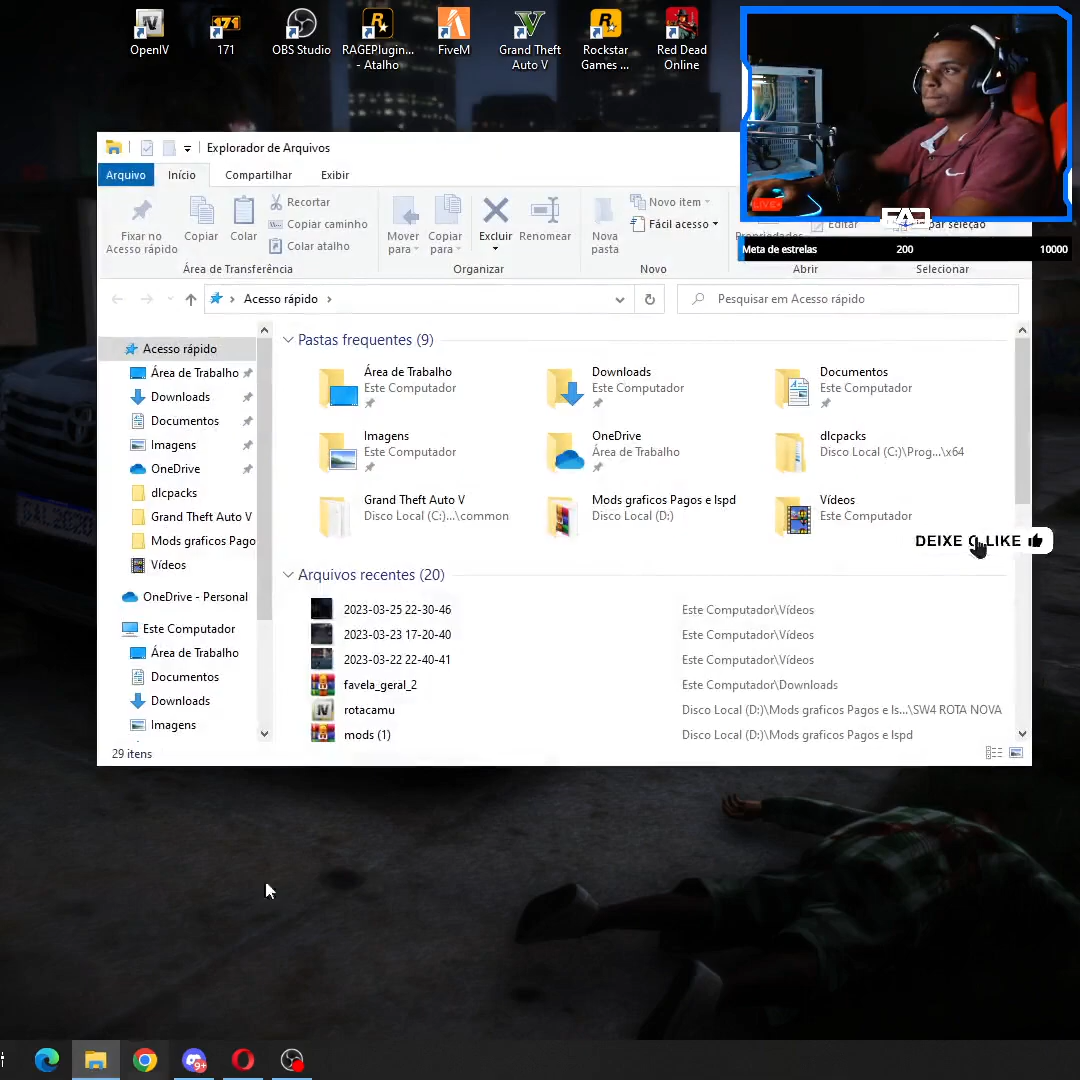 OpenIV
171
171
OBS Studio
RAGEPlugin...
- Atalho
FiveM
Grand Theft
Auto V
Rockstar
Games ...
Red Dead
Online
Explorador de Arquivos
Arquivo
Início
Compartilhar
Exibir
Fixar no
Acesso rápido
Copiar
Colar
Recortar
Copiar caminho
Colar atalho
Área de Transferência
Mover
para
Copiar
para
Excluir
Renomear
Organizar
Nova
pasta
Novo item
Fácil acesso
Novo
Editar
Abrir
Selecionar
LIVE
Meta de estrelas
200
10000
Acesso rápido
Pesquisar em Acesso rápido
Acesso rápido
Área de Trabalho
Downloads
Documentos
Imagens
OneDrive
dlcpacks
Grand Theft Auto V
Mods graficos Pago
Vídeos
OneDrive - Personal
Este Computador
Área de Trabalho
Documentos
Downloads
Imagens
Pastas frequentes (9)
Área de Trabalho
Este Computador
Downloads
Este Computador
Documentos
Este Computador
Imagens
Este Computador
OneDrive
Área de Trabalho
dlcpacks
Disco Local (C:)\Prog...\x64
Grand Theft Auto V
Disco Local (C:)...\common
Mods graficos Pagos e lspd
Disco Local (D:)
Vídeos
Este Computador
DEIXE O LIKE
Arquivos recentes (20)
2023-03-25 22-30-46 Este Computador\Vídeos
2023-03-23 17-20-40 Este Computador\Vídeos
2023-03-22 22-40-41 Este Computador\Vídeos
favela_geral_2 Este Computador\Downloads
rotacamu Disco Local (D:)\Mods graficos Pagos e ls...\SW4 ROTA NOVA
mods (1) Disco Local (D:)\Mods graficos Pagos e lspd
29 itens
9+